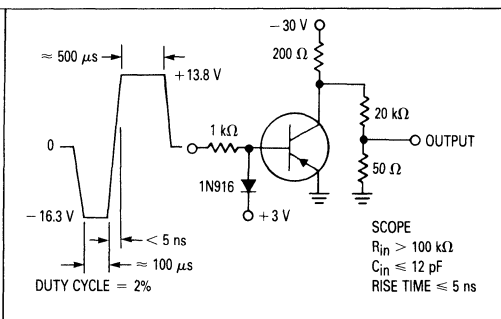 ≈ 500 μs
+13.8 V
0
− 16.3 V
< 5 ns
≈ 100 μs
DUTY CYCLE = 2%
− 30 V
200 Ω
1 kΩ
20 kΩ
OUTPUT
50 Ω
1N916
+3 V
SCOPE
Rin > 100 kΩ
Cin ≤ 12 pF
RISE TIME ≤ 5 ns